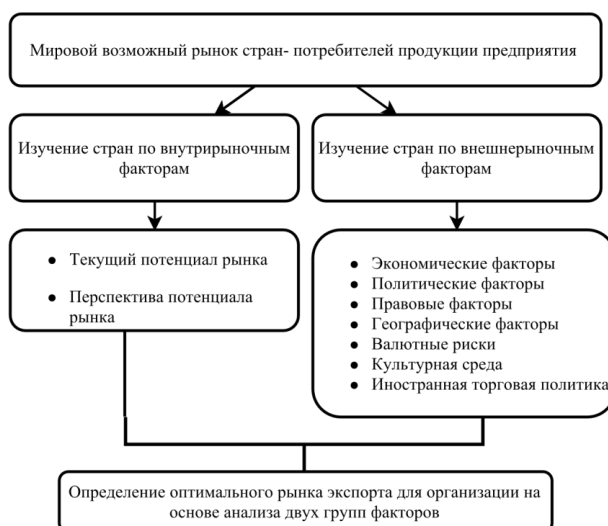 Мировой возможный рынок стран- потребителей продукции предприятия
Изучение стран по внутрирыночным
факторам
Изучение стран по внешнерыночным
факторам
● Текущий потенциал рынка
● Перспектива потенциала
рынка
● Экономические факторы
● Политические факторы
● Правовые факторы
● Географические факторы
● Валютные риски
● Культурная среда
● Иностранная торговая политика
Определение оптимального рынка экспорта для организации на
основе анализа двух групп факторов